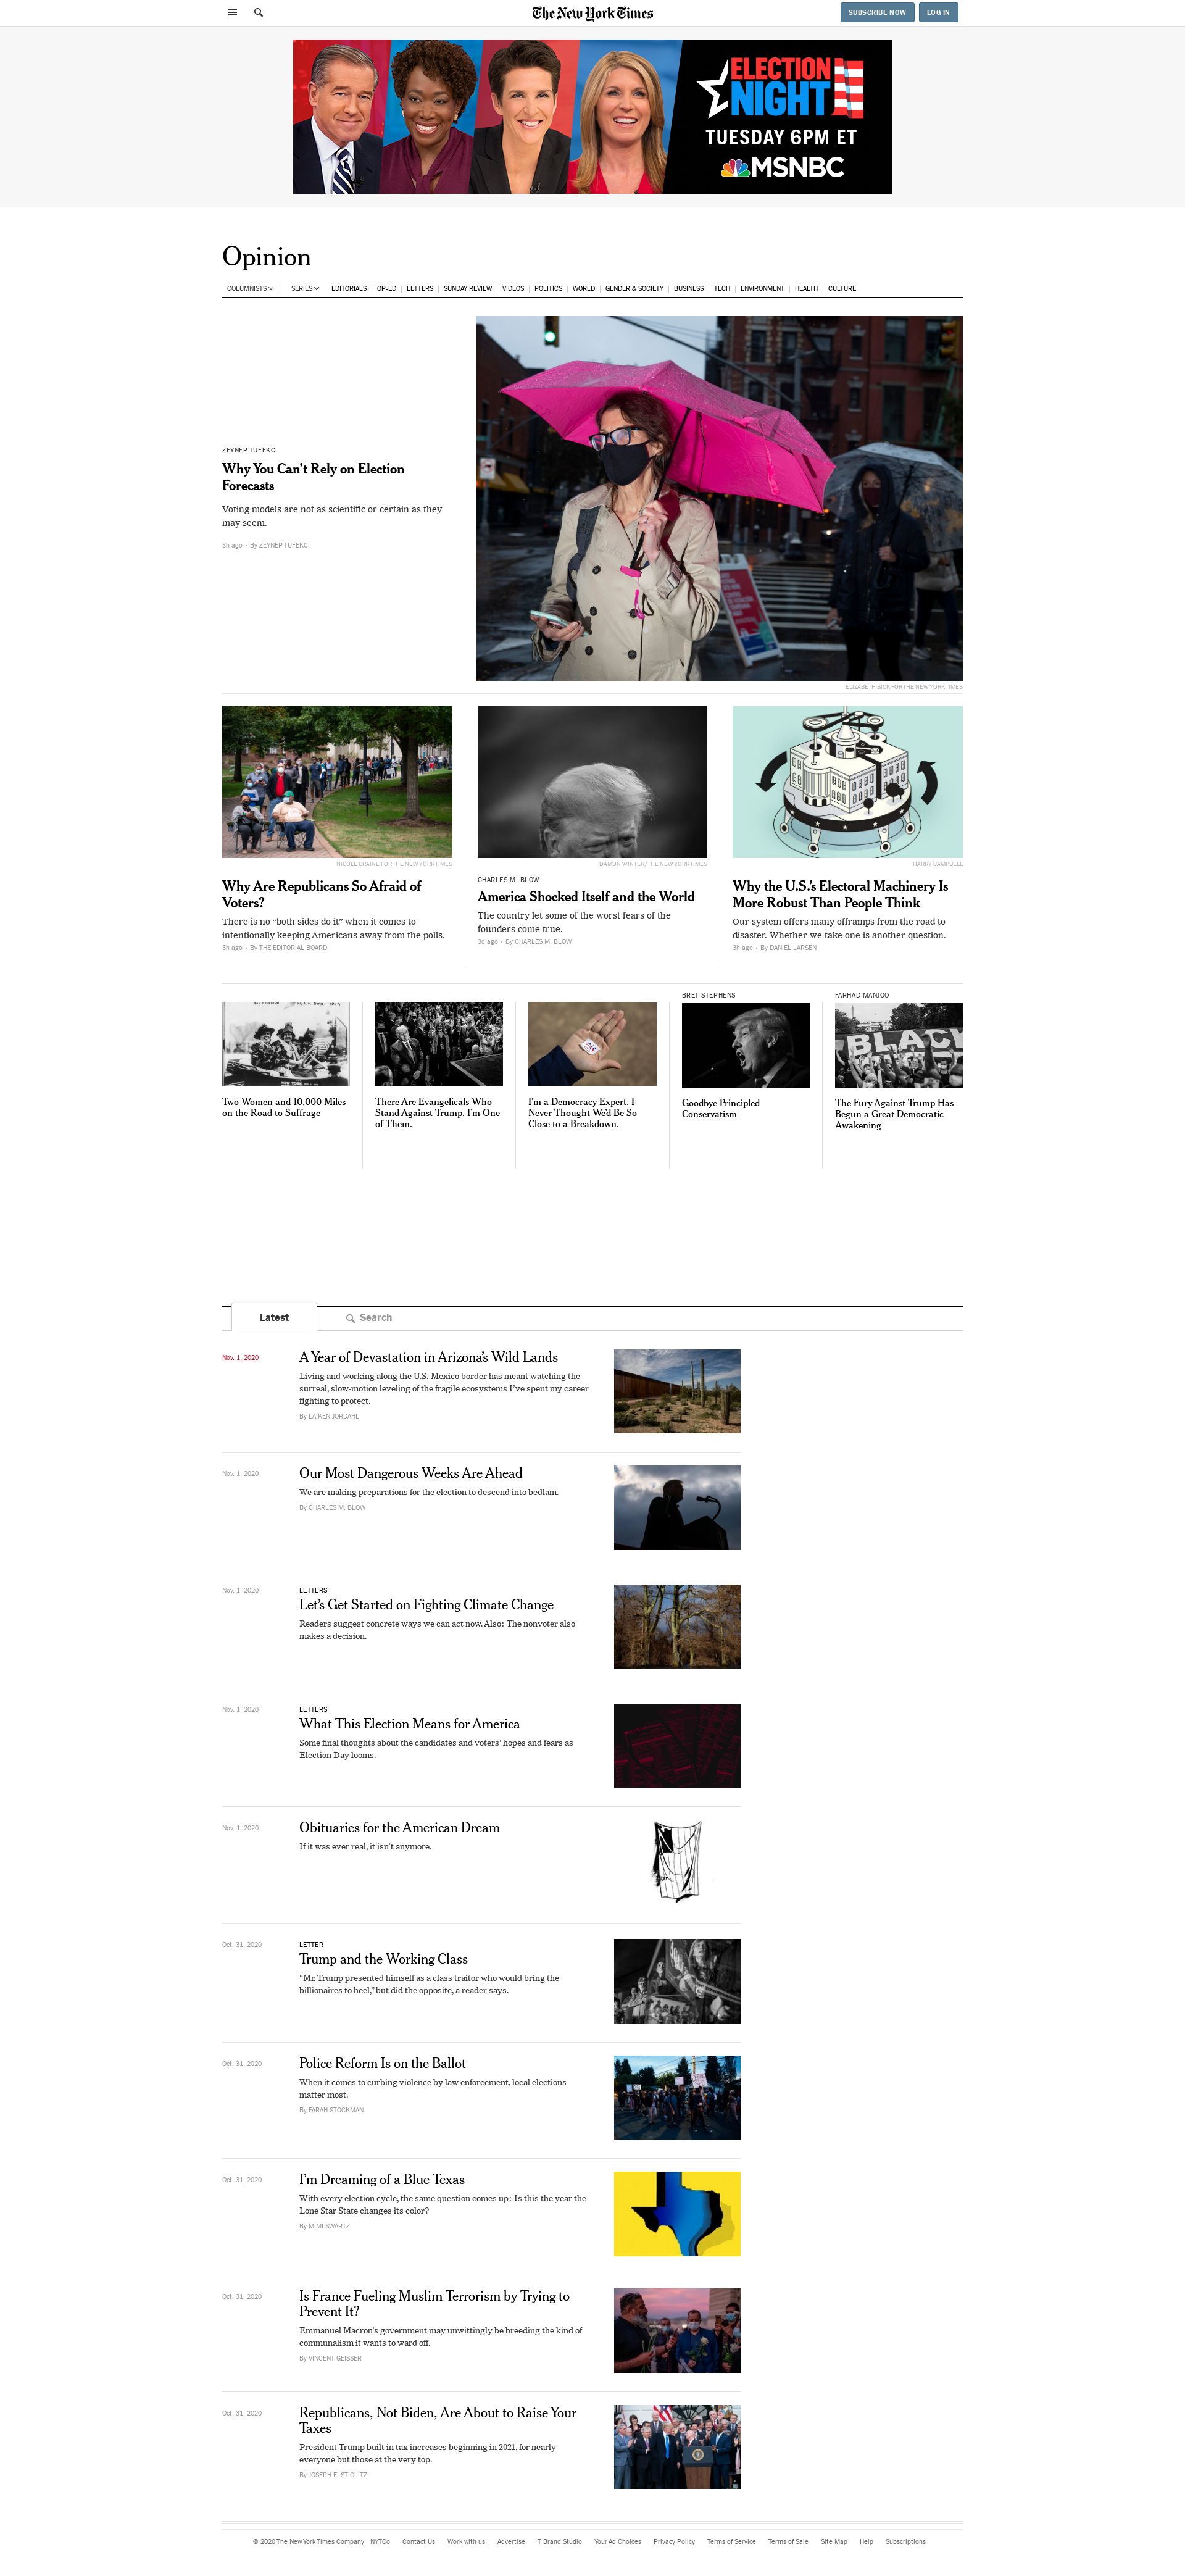 The New York Times
SUBSCRIBE NOW
LOG IN
ELECTION
NIGHT
TUESDAY 6PM ET
MSNBC
Opinion
COLUMNISTS | SERIES EDITORIALS | OP-ED | LETTERS | SUNDAY REVIEW | VIDEOS | POLITICS | WORLD | GENDER & SOCIETY | BUSINESS | TECH | ENVIRONMENT | HEALTH | CULTURE
ZEYNEP TUFEKCI
Why You Can’t Rely on Election
Forecasts
Voting models are not as scientific or certain as they
may seem.
8h ago • By ZEYNEP TUFEKCI
ELIZABETH BICK FOR THE NEW YORK TIMES
NICOLE CRAINE FOR THE NEW YORK TIMES
Why Are Republicans So Afraid of
Voters?
There is no “both sides do it” when it comes to
intentionally keeping Americans away from the polls.
5h ago • By THE EDITORIAL BOARD
DAMON WINTER/THE NEW YORK TIMES
CHARLES M. BLOW
America Shocked Itself and the World
The country let some of the worst fears of the
founders come true.
3d ago • By CHARLES M. BLOW
HARRY CAMPBELL
Why the U.S.’s Electoral Machinery Is
More Robust Than People Think
Our system offers many offramps from the road to
disaster. Whether we take one is another question.
3h ago • By DANIEL LARSEN
Two Women and 10,000 Miles
on the Road to Suffrage
There Are Evangelicals Who
Stand Against Trump. I’m One
of Them.
I’m a Democracy Expert. I
Never Thought We’d Be So
Close to a Breakdown.
BRET STEPHENS
Goodbye Principled
Conservatism
FARHAD MANJOO
BLACK
The Fury Against Trump Has
Begun a Great Democratic
Awakening
Latest
Search
Nov. 1, 2020
A Year of Devastation in Arizona’s Wild Lands
Living and working along the U.S.-Mexico border has meant watching the
surreal, slow-motion leveling of the fragile ecosystems I’ve spent my career
fighting to protect.
By LAIKEN JORDAHL
Nov. 1, 2020
Our Most Dangerous Weeks Are Ahead
We are making preparations for the election to descend into bedlam.
By CHARLES M. BLOW
Nov. 1, 2020
LETTERS
Let’s Get Started on Fighting Climate Change
Readers suggest concrete ways we can act now. Also: The nonvoter also
makes a decision.
Nov. 1, 2020
LETTERS
What This Election Means for America
Some final thoughts about the candidates and voters’ hopes and fears as
Election Day looms.
Nov. 1, 2020
Obituaries for the American Dream
If it was ever real, it isn’t anymore.
Oct. 31, 2020
LETTER
Trump and the Working Class
“Mr. Trump presented himself as a class traitor who would bring the
billionaires to heel,” but did the opposite, a reader says.
Oct. 31, 2020
Police Reform Is on the Ballot
When it comes to curbing violence by law enforcement, local elections
matter most.
By FARAH STOCKMAN
Oct. 31, 2020
I’m Dreaming of a Blue Texas
With every election cycle, the same question comes up: Is this the year the
Lone Star State changes its color?
By MIMI SWARTZ
Oct. 31, 2020
Is France Fueling Muslim Terrorism by Trying to
Prevent It?
Emmanuel Macron’s government may unwittingly be breeding the kind of
communalism it wants to ward off.
By VINCENT GEISSER
Oct. 31, 2020
Republicans, Not Biden, Are About to Raise Your
Taxes
President Trump built in tax increases beginning in 2021, for nearly
everyone but those at the very top.
By JOSEPH E. STIGLITZ
© 2020 The New York Times Company NYTCo Contact Us Work with us Advertise T Brand Studio Your Ad Choices Privacy Policy Terms of Service Terms of Sale Site Map Help Subscriptions